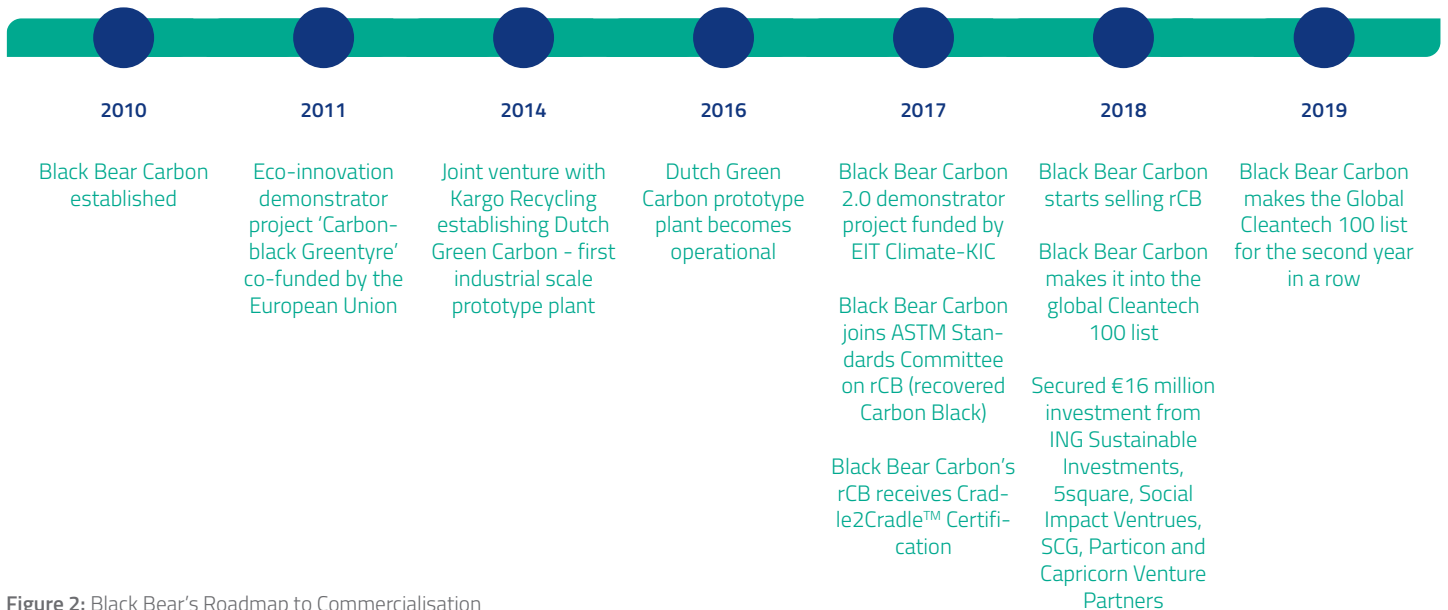 2010
Black Bear Carbon
established
2011
Eco-innovation
demonstrator
project ‘Carbon-
black Greentyre’
co-funded by the
European Union
2014
Joint venture with
Kargo Recycling
establishing Dutch
Green Carbon - first
industrial scale
prototype plant
2016
Dutch Green
Carbon prototype
plant becomes
operational
2017
Black Bear Carbon
2.0 demonstrator
project funded by
EIT Climate-KIC
Black Bear Carbon
joins ASTM Stan-
dards Committee
on rCB (recovered
Carbon Black)
Black Bear Carbon’s
rCB receives Crad-
le2Cradle™ Certifi-
cation
2018
Black Bear Carbon
starts selling rCB
Black Bear Carbon
makes it into the
global Cleantech
100 list
Secured €16 million
investment from
ING Sustainable
Investments,
5square, Social
Impact Ventrues,
SCG, Particon and
Capricorn Venture
Partners
2019
Black Bear Carbon
makes the Global
Cleantech 100 list
for the second year
in a row
Figure 2: Black Bear’s Roadmap to Commercialisation